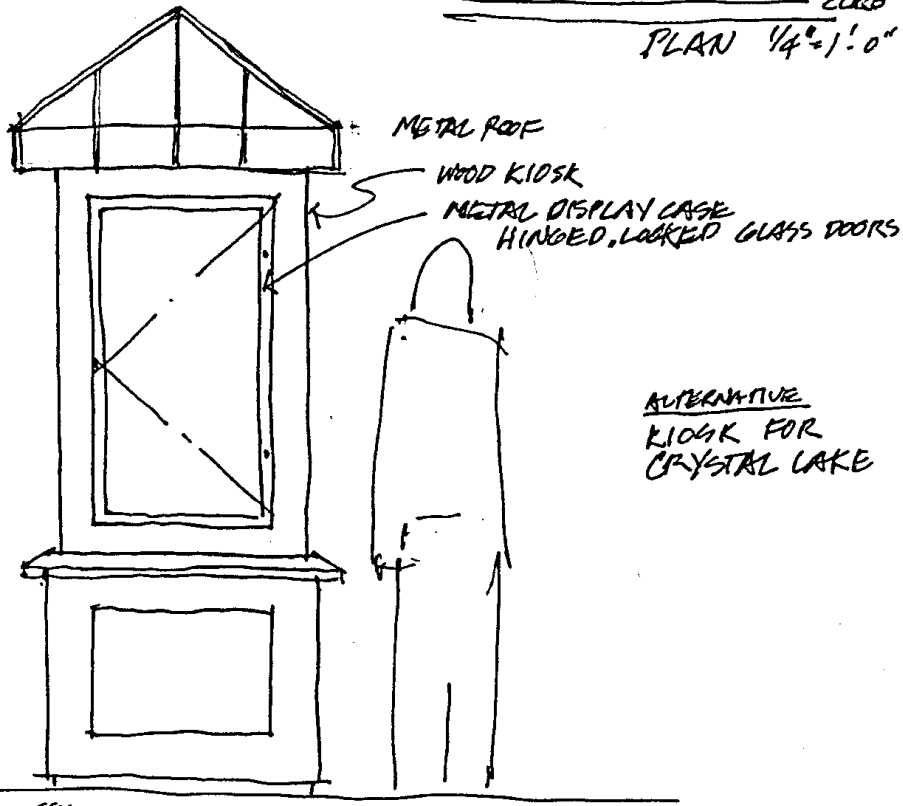 CURB
PLAN 1/4"=1'.0"
METAL ROOF
WOOD KIOSK
METAL DISPLAY CASE
HINGED, LOCKED GLASS DOORS
ALTERNATIVE
KIOSK FOR
CRYSTAL LAKE